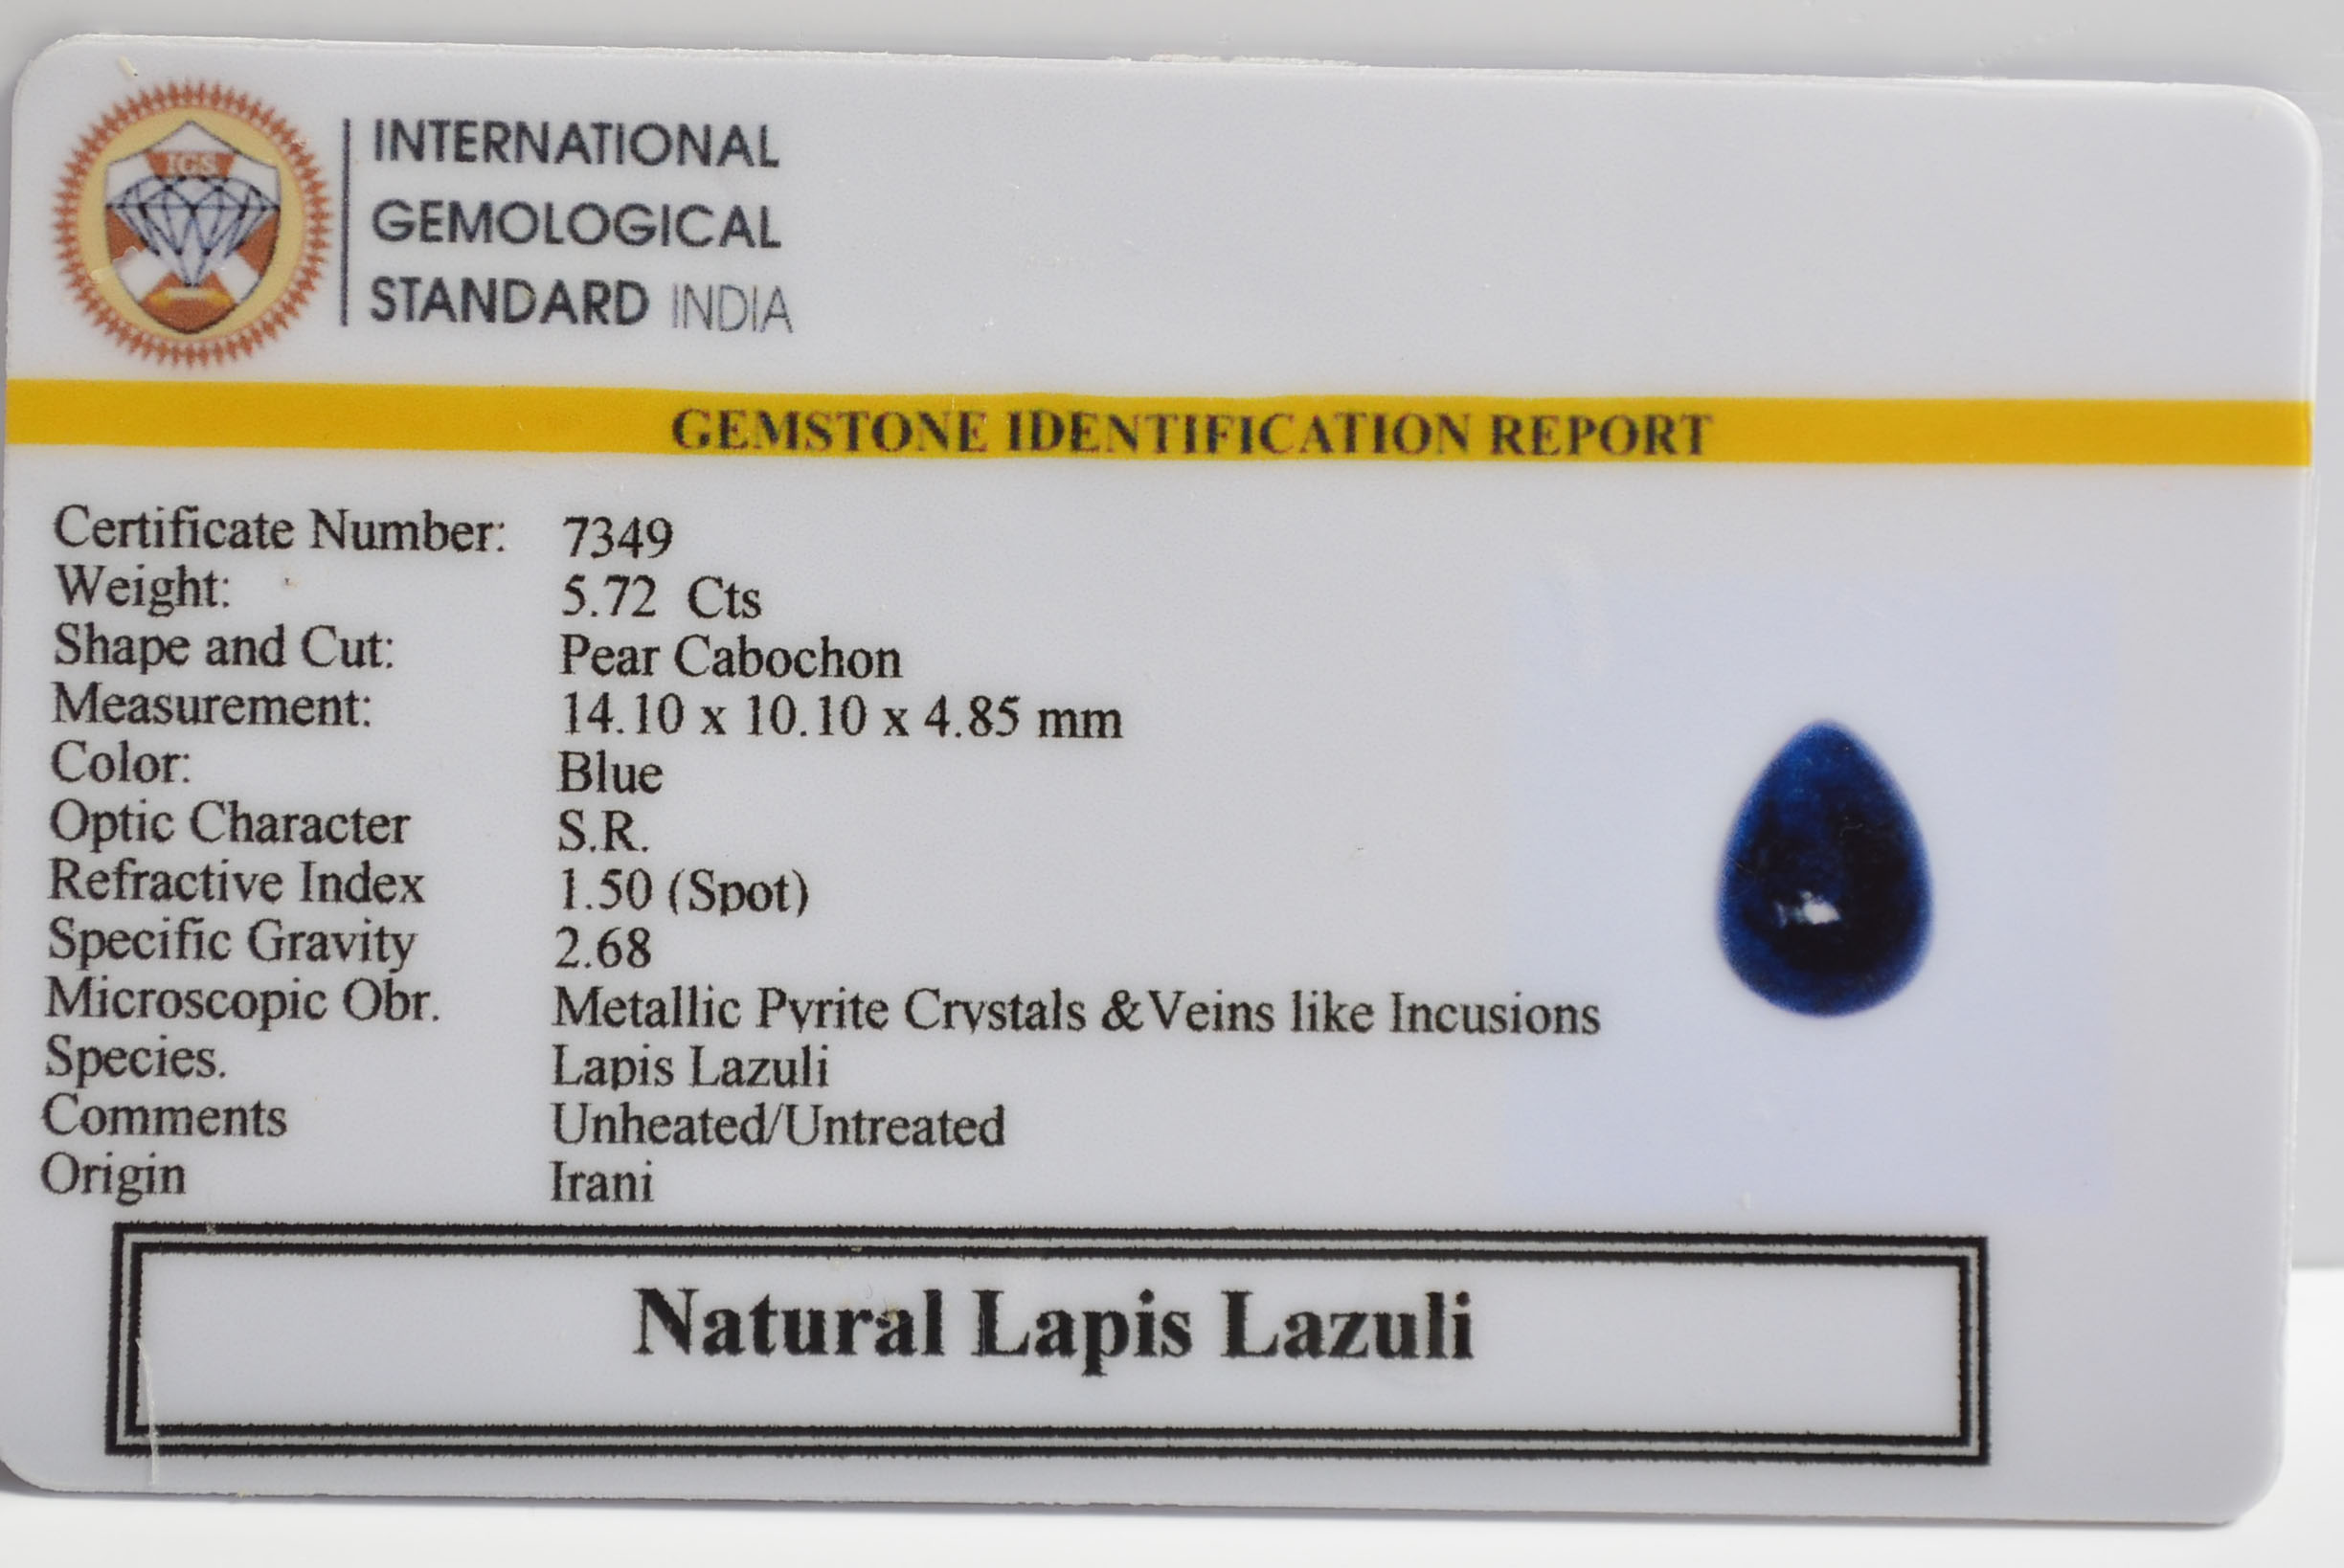 IGS
INTERNATIONAL
GEMOLOGICAL
STANDARD INDIA
GEMSTONE IDENTIFICATION REPORT
Certificate Number: 7349
Weight: 5.72 Cts
Shape and Cut: Pear Cabochon
Measurement: 14.10 x 10.10 x 4.85 mm
Color: Blue
Optic Character S.R.
Refractive Index 1.50 (Spot)
Specific Gravity 2.68
Microscopic Obr. Metallic Pyrite Crystals &Veins like Incusions
Species. Lapis Lazuli
Comments Unheated/Untreated
Origin Irani
Natural Lapis Lazuli